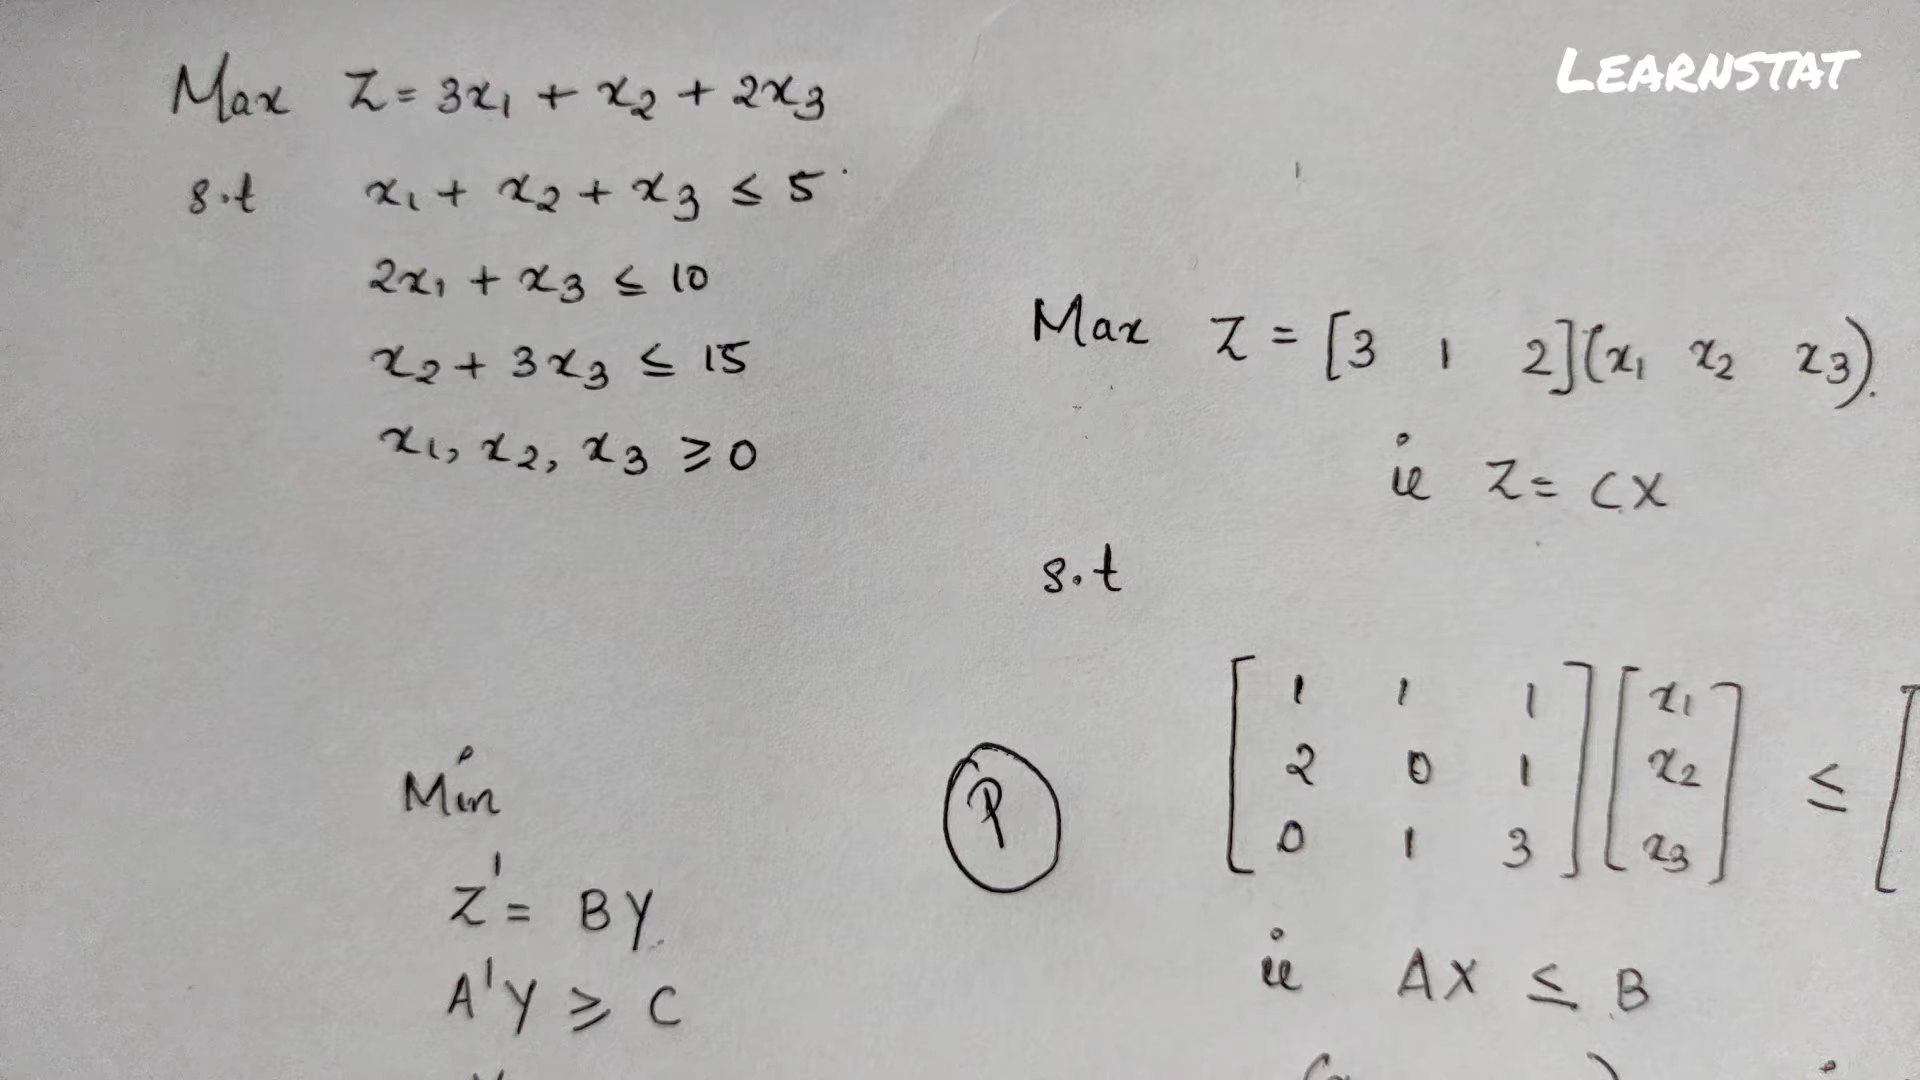 LEARNSTAT
Max Z = 3x₁ + x₂ + 2x₃
s.t x₁ + x₂ + x₃ ≤ 5
2x₁ + x₃ ≤ 10
x₂ + 3x₃ ≤ 15
x₁, x₂, x₃ ≥ 0
Max Z = [3 1 2](x₁ x₂ x₃)
ie Z = CX
s.t
P
[1 1 1] [x₁]
[2 0 1] [x₂] ≤ [
[0 1 3] [x₃]
ie AX ≤ B
Min
Z' = BY
A'Y ≥ C